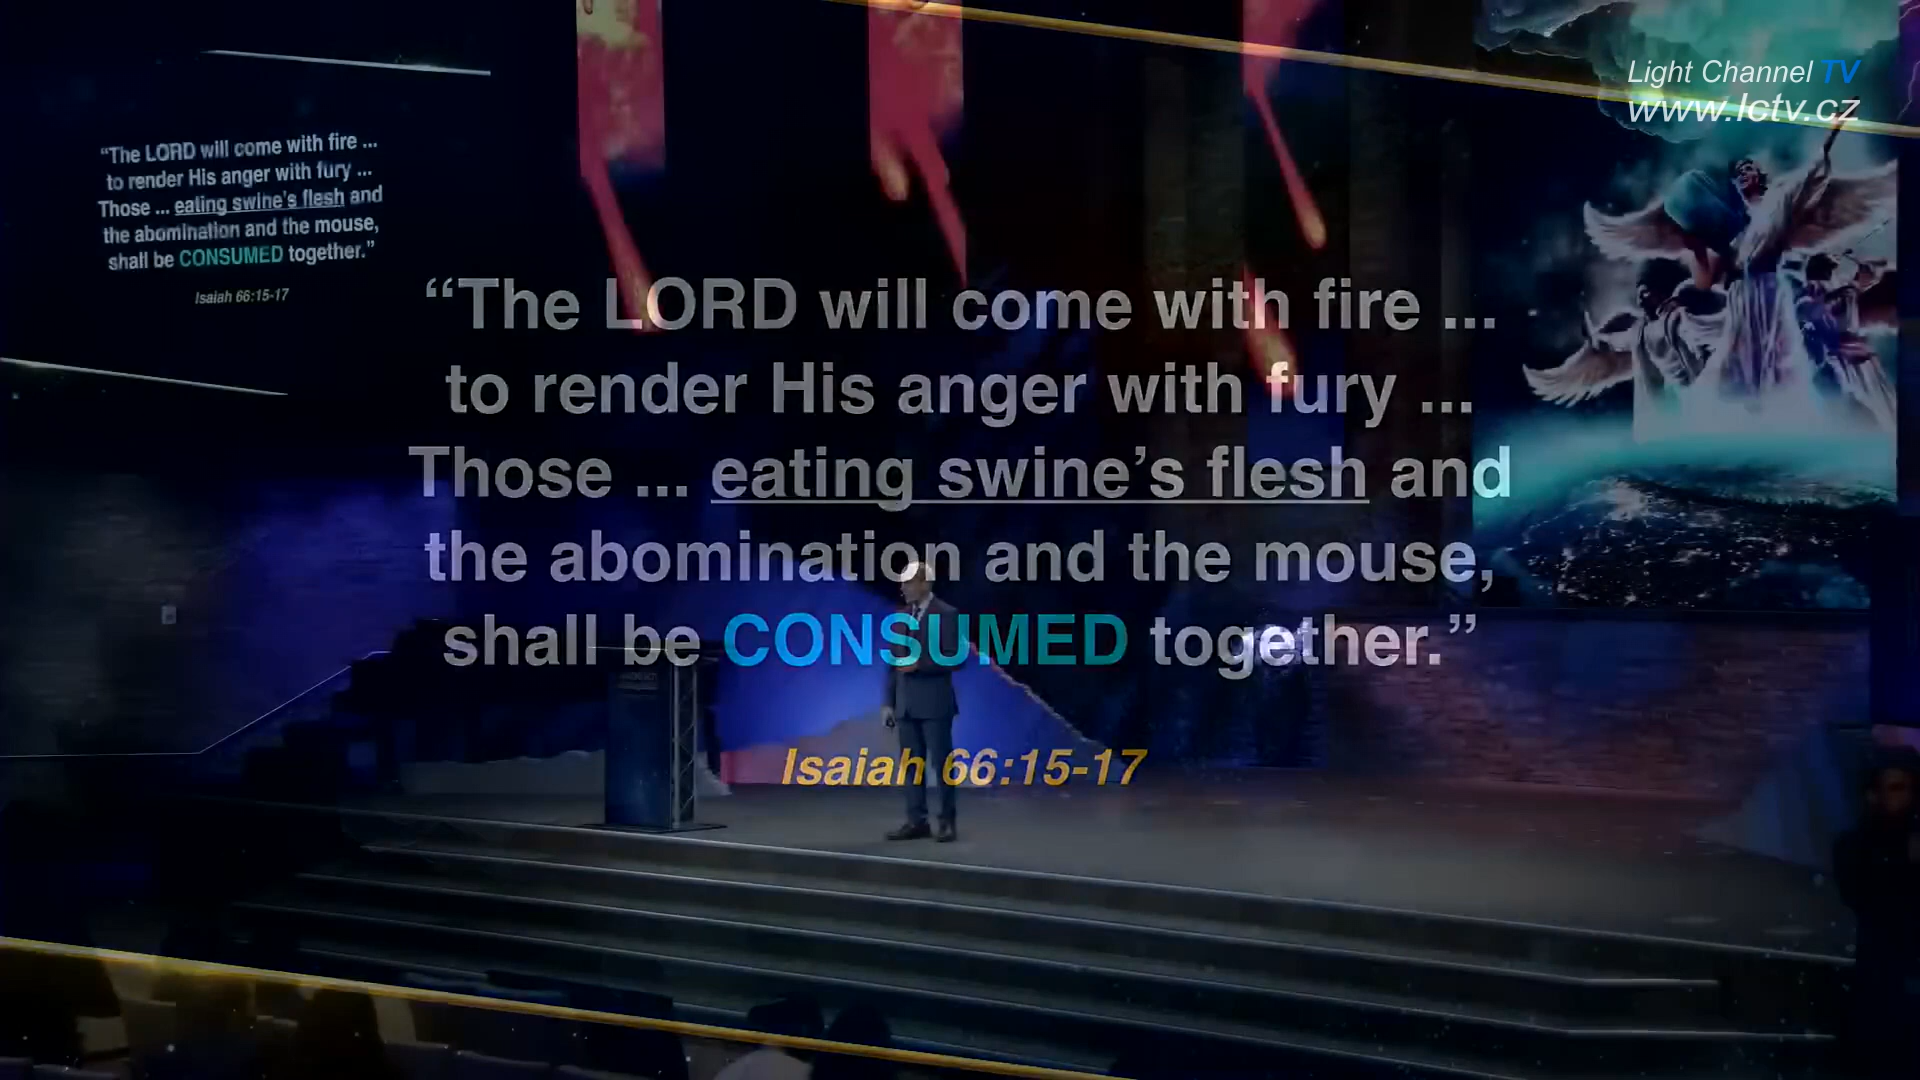 Light Channel TV
www.lctv.cz
“The LORD will come with fire ...
to render His anger with fury ...
Those ... eating swine’s flesh and
the abomination and the mouse,
shall be CONSUMED together.”
Isaiah 66:15-17
“The LORD will come with fire ...
to render His anger with fury ...
Those ... eating swine’s flesh and
the abomination and the mouse,
shall be CONSUMED together.”
Isaiah 66:15-17